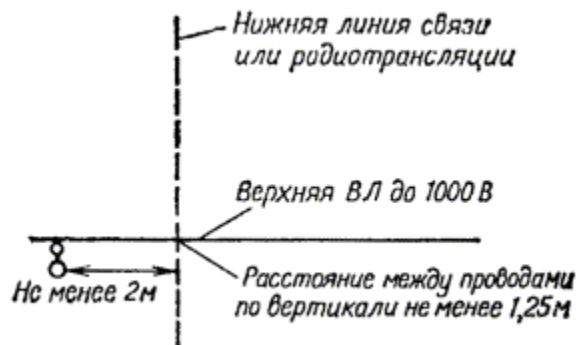 Нижняя линия связи
или радиотрансляции
Верхняя ВЛ до 1000 В
Не менее 2м
Расстояние между проводами
по вертикали не менее 1,25м